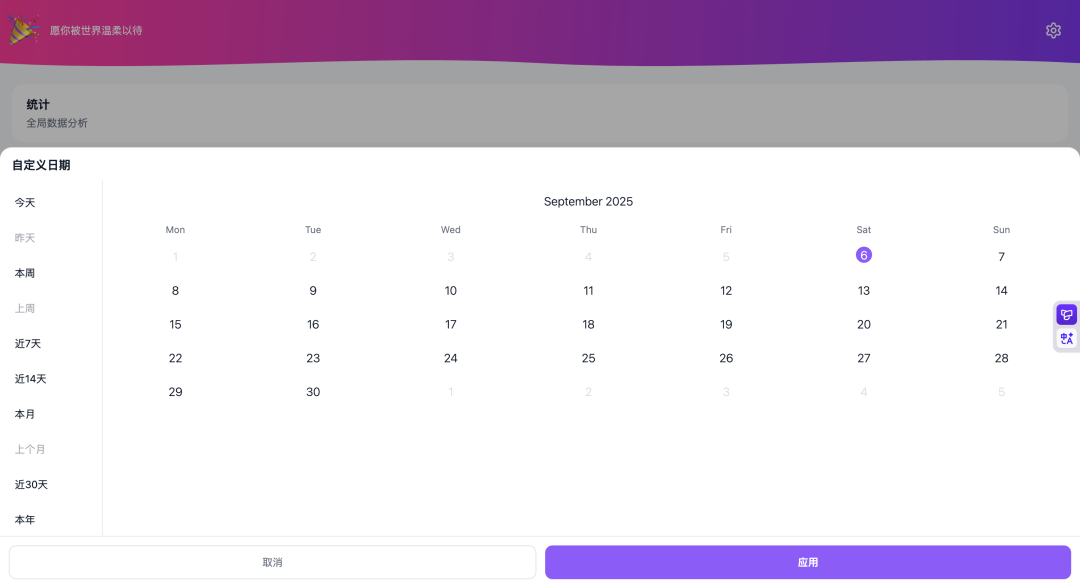 愿你被世界温柔以待
统计
全局数据分析
自定义日期
今天
昨天
本周
上周
近7天
近14天
本月
上个月
近30天
本年
September 2025
Mon Tue Wed Thu Fri Sat Sun
1 2 3 4 5 6 7
8 9 10 11 12 13 14
15 16 17 18 19 20 21
22 23 24 25 26 27 28
29 30 1 2 3 4 5
中A
取消
应用